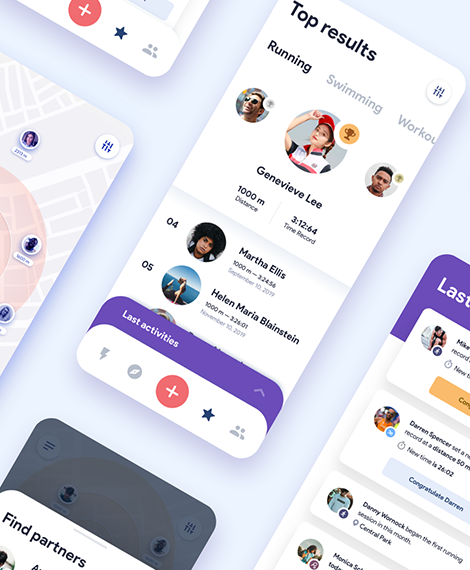 Top results
Running
Swimming
Genevieve Lee
1000 m
Distance
3:12:64
Time Record
04
Martha Ellis
1000 m — 3:24:56
September 10, 2019
05
Helen Maria Blainstein
1000 m — 3:26:01
November 10, 2019
Last activities
2313 m
Find partners
Last
Mike
record
New
Darren Spencer set a ne
record at a distance 50 m
New time is 26:02
Congratulate Darren
Danny Wornock began the first running
session in this month.
Central Park
Monica